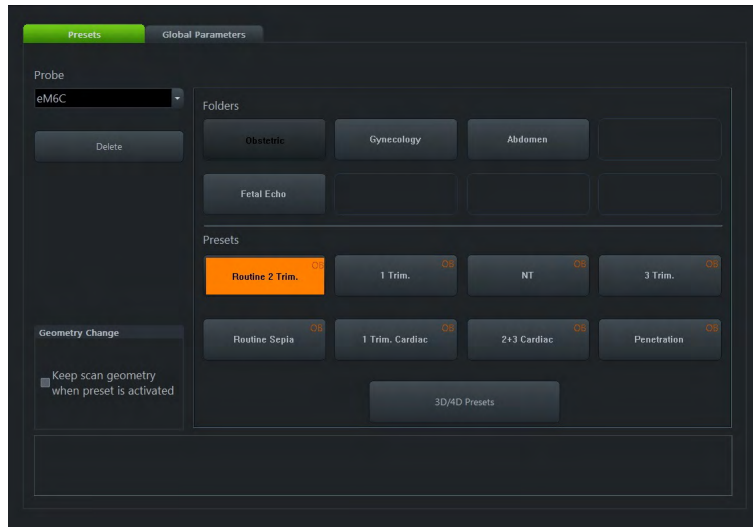 Presets
Global Parameters
Probe
eM6C
Delete
Folders
Obstetric
Gynecology
Abdomen
Fetal Echo
Presets
OB
Routine 2 Trim.
OB
1 Trim.
OB
NT
OB
3 Trim.
OB
Routine Sepia
OB
1 Trim. Cardiac
OB
2+3 Cardiac
OB
Penetration
3D/4D Presets
Geometry Change
Keep scan geometry
when preset is activated